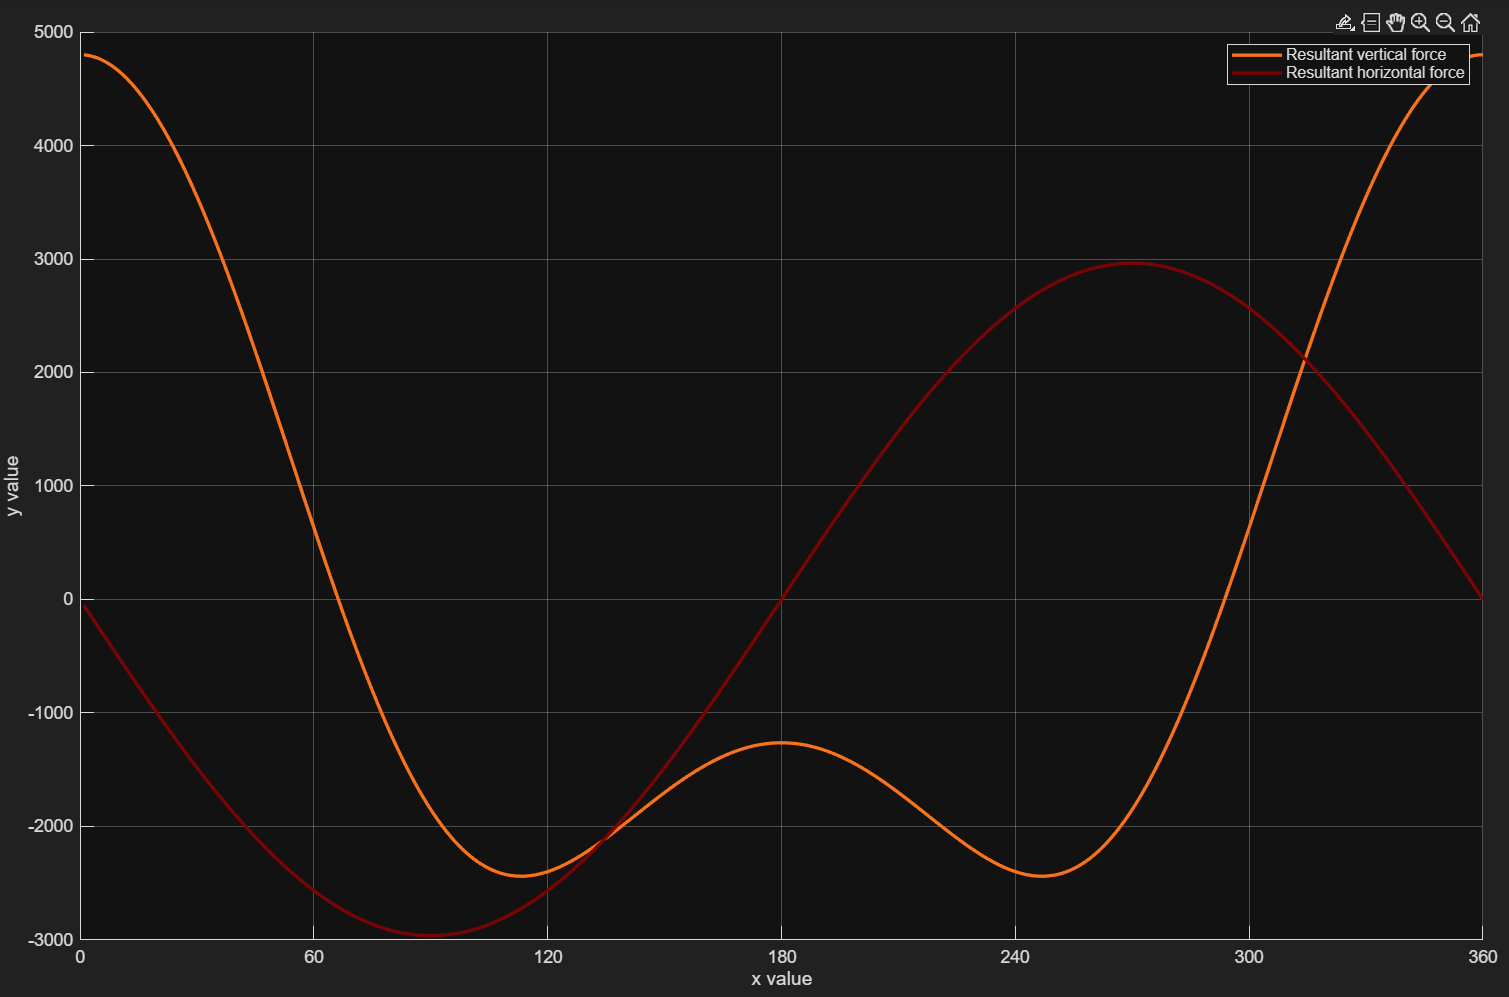 5000
4000
3000
2000
1000
0
-1000
-2000
-3000
y value
Resultant vertical force
Resultant horizontal force
0 60 120 180 240 300 360
x value